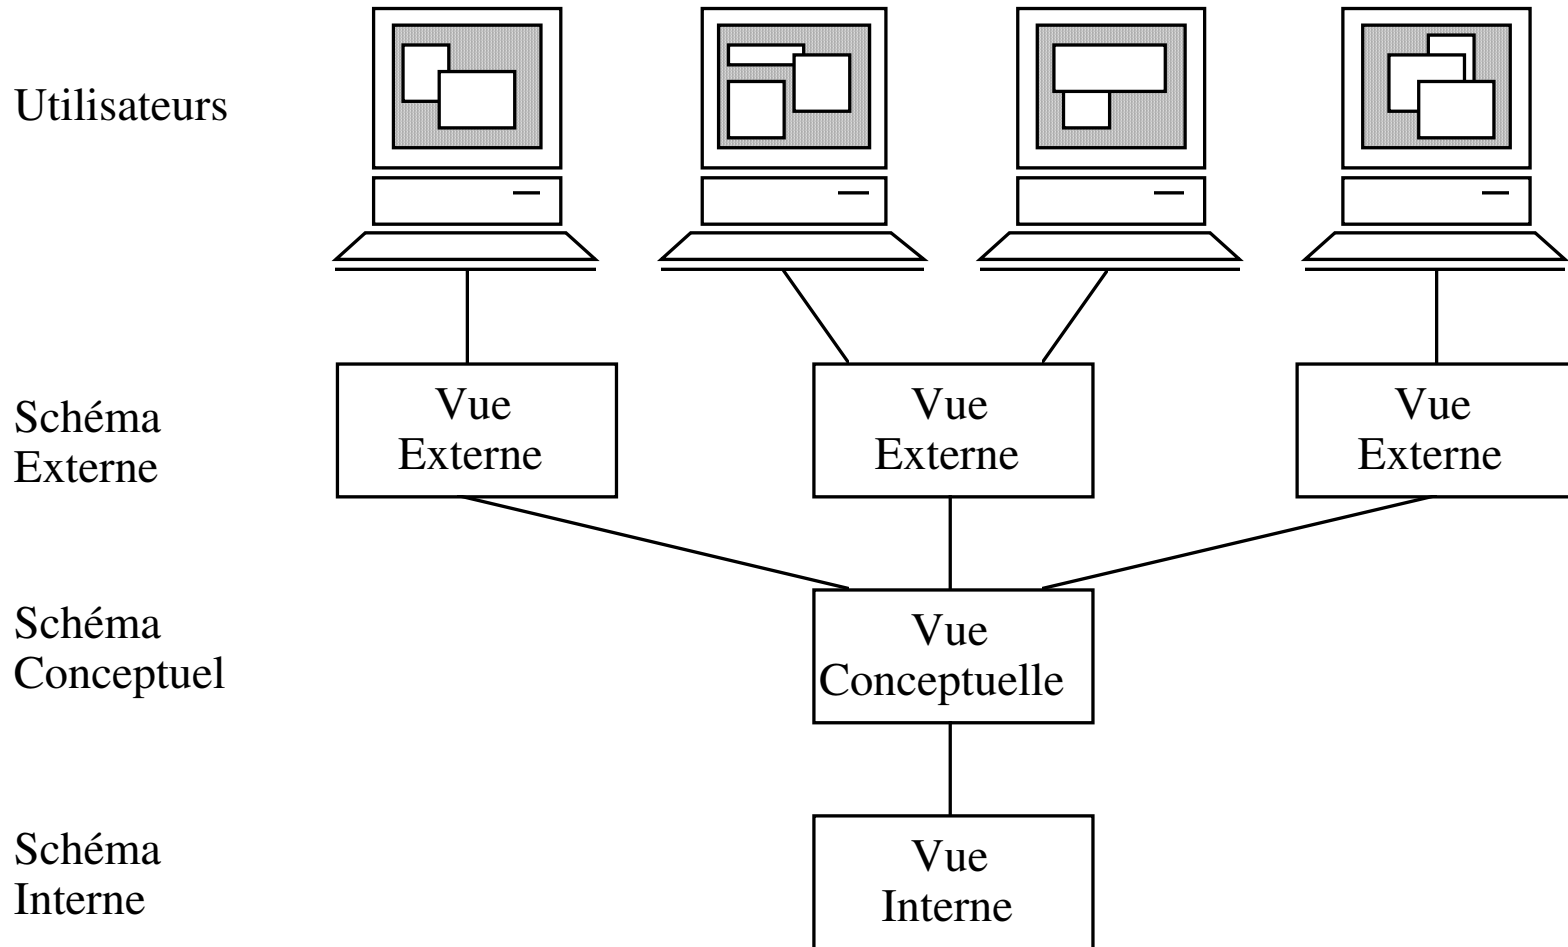 Utilisateurs
Schéma
Externe
Vue
Externe
Vue
Externe
Vue
Externe
Schéma
Conceptuel
Vue
Conceptuelle
Schéma
Interne
Vue
Interne